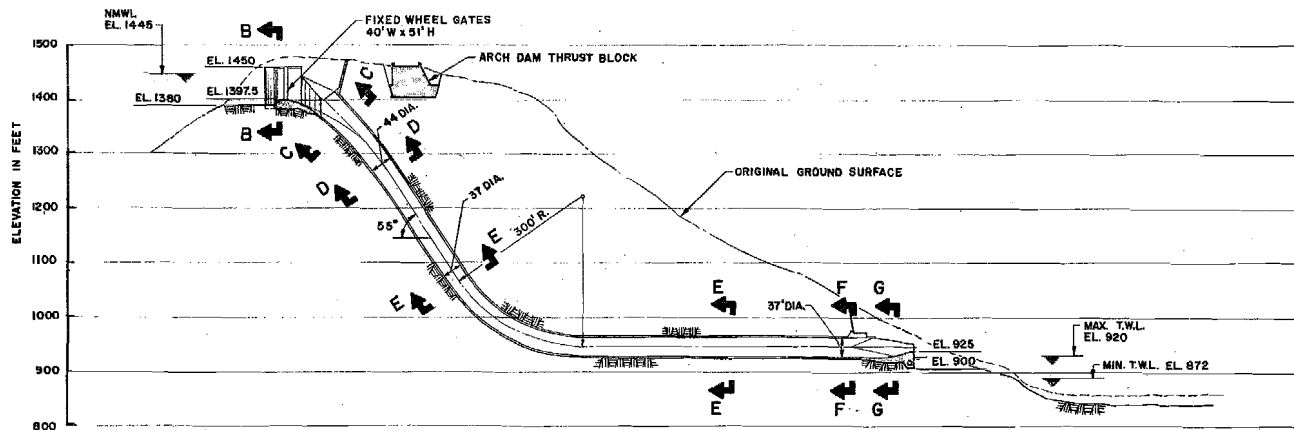 NMWL
EL. 1445
B
FIXED WHEEL GATES
40' W x 51' H
ARCH DAM THRUST BLOCK
1500
EL. 1450
C
1400
EL. 1397.5
EL. 1380
44 DIA.
D
B
C
1300
D
37 DIA.
ORIGINAL GROUND SURFACE
1200
55°
300' R.
E
1100
E
E
F
G
37' DIA.
1000
MAX. T.W.L.
EL. 920
EL. 925
EL. 900
MIN. T.W.L. EL. 872
900
E
F
G
800
ELEVATION IN FEET